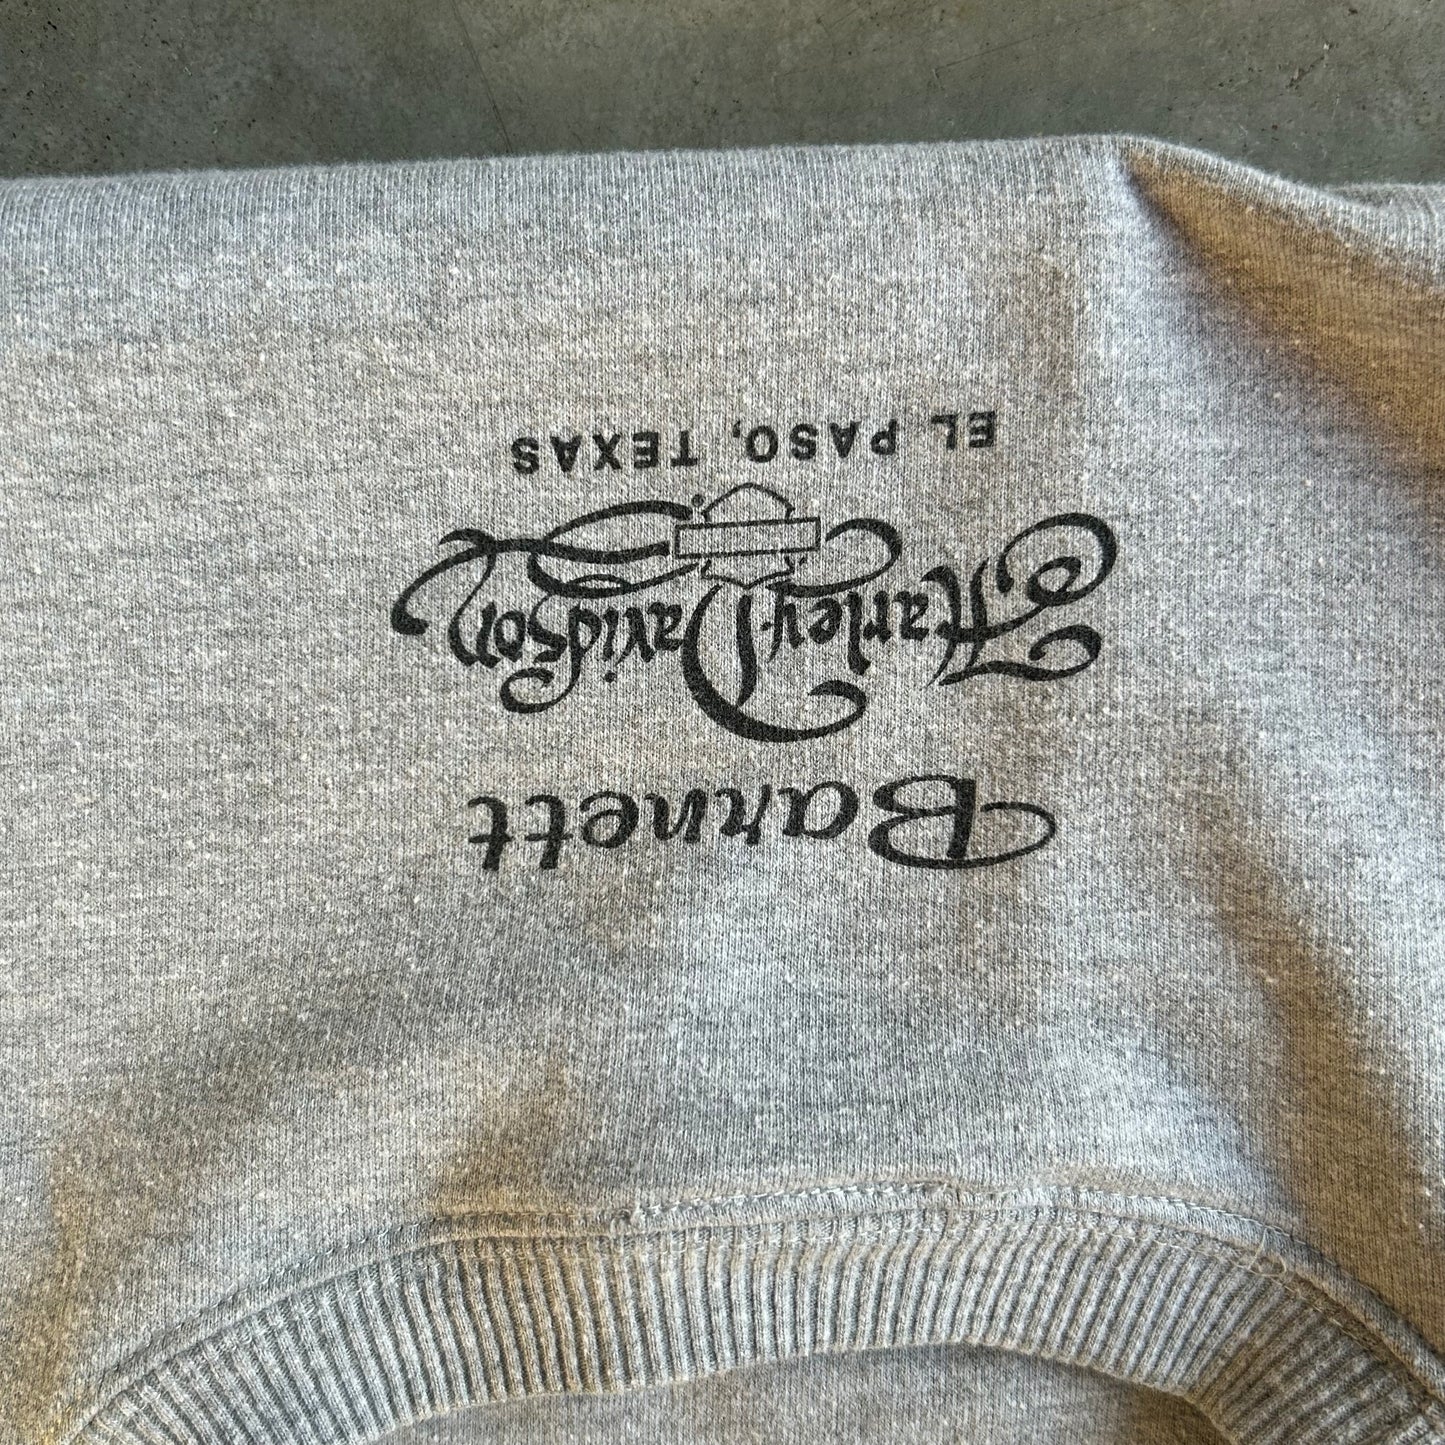 Barnett
Harley-Davidson
®
EL PASO, TEXAS